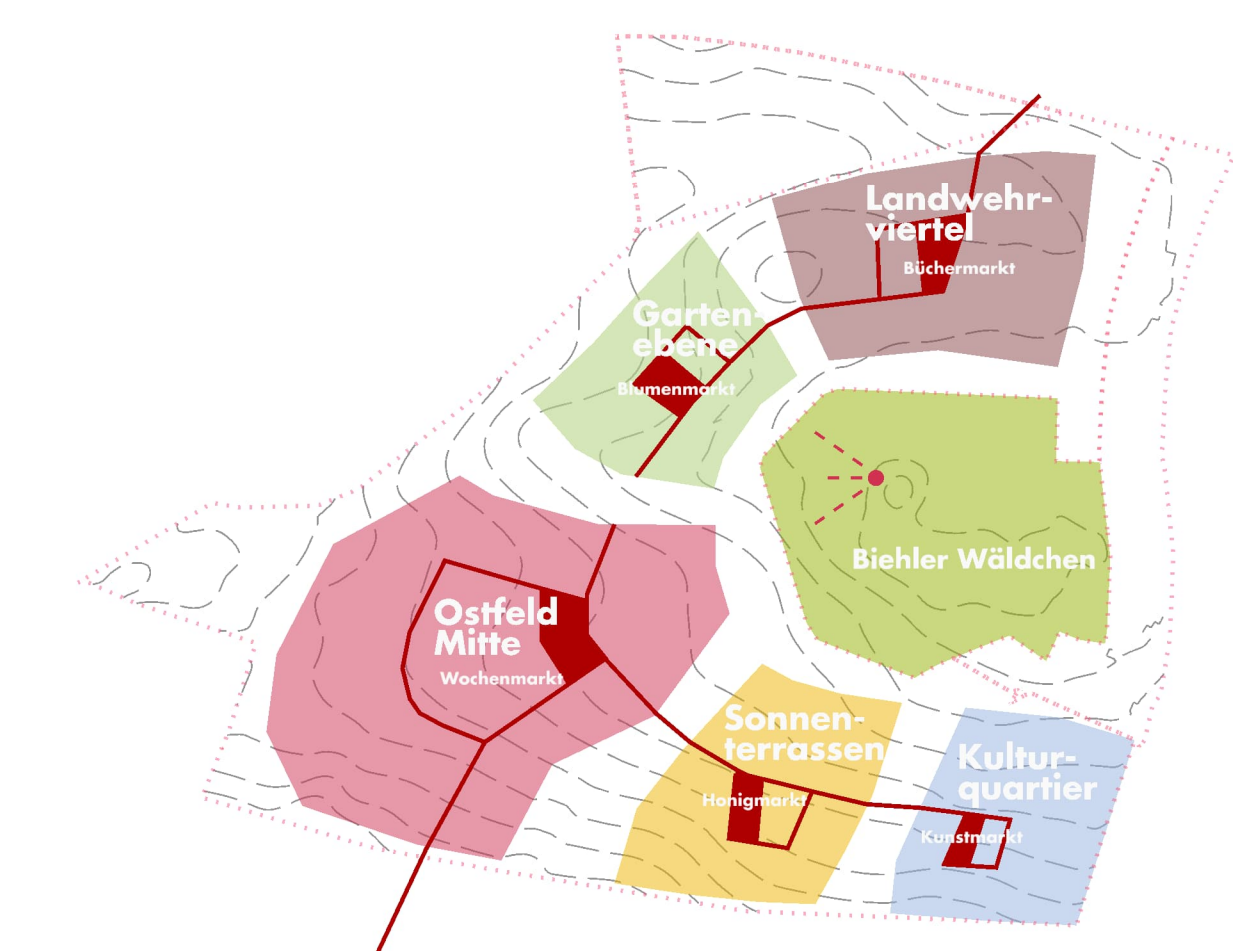 Landwehr-
viertel
Büchermarkt
Garten-
ebene
Blumenmarkt
Biehler Wäldchen
Ostfeld
Mitte
Wochenmarkt
Sonnen-
terrassen
Honigmarkt
Kultur-
quartier
Kunstmarkt